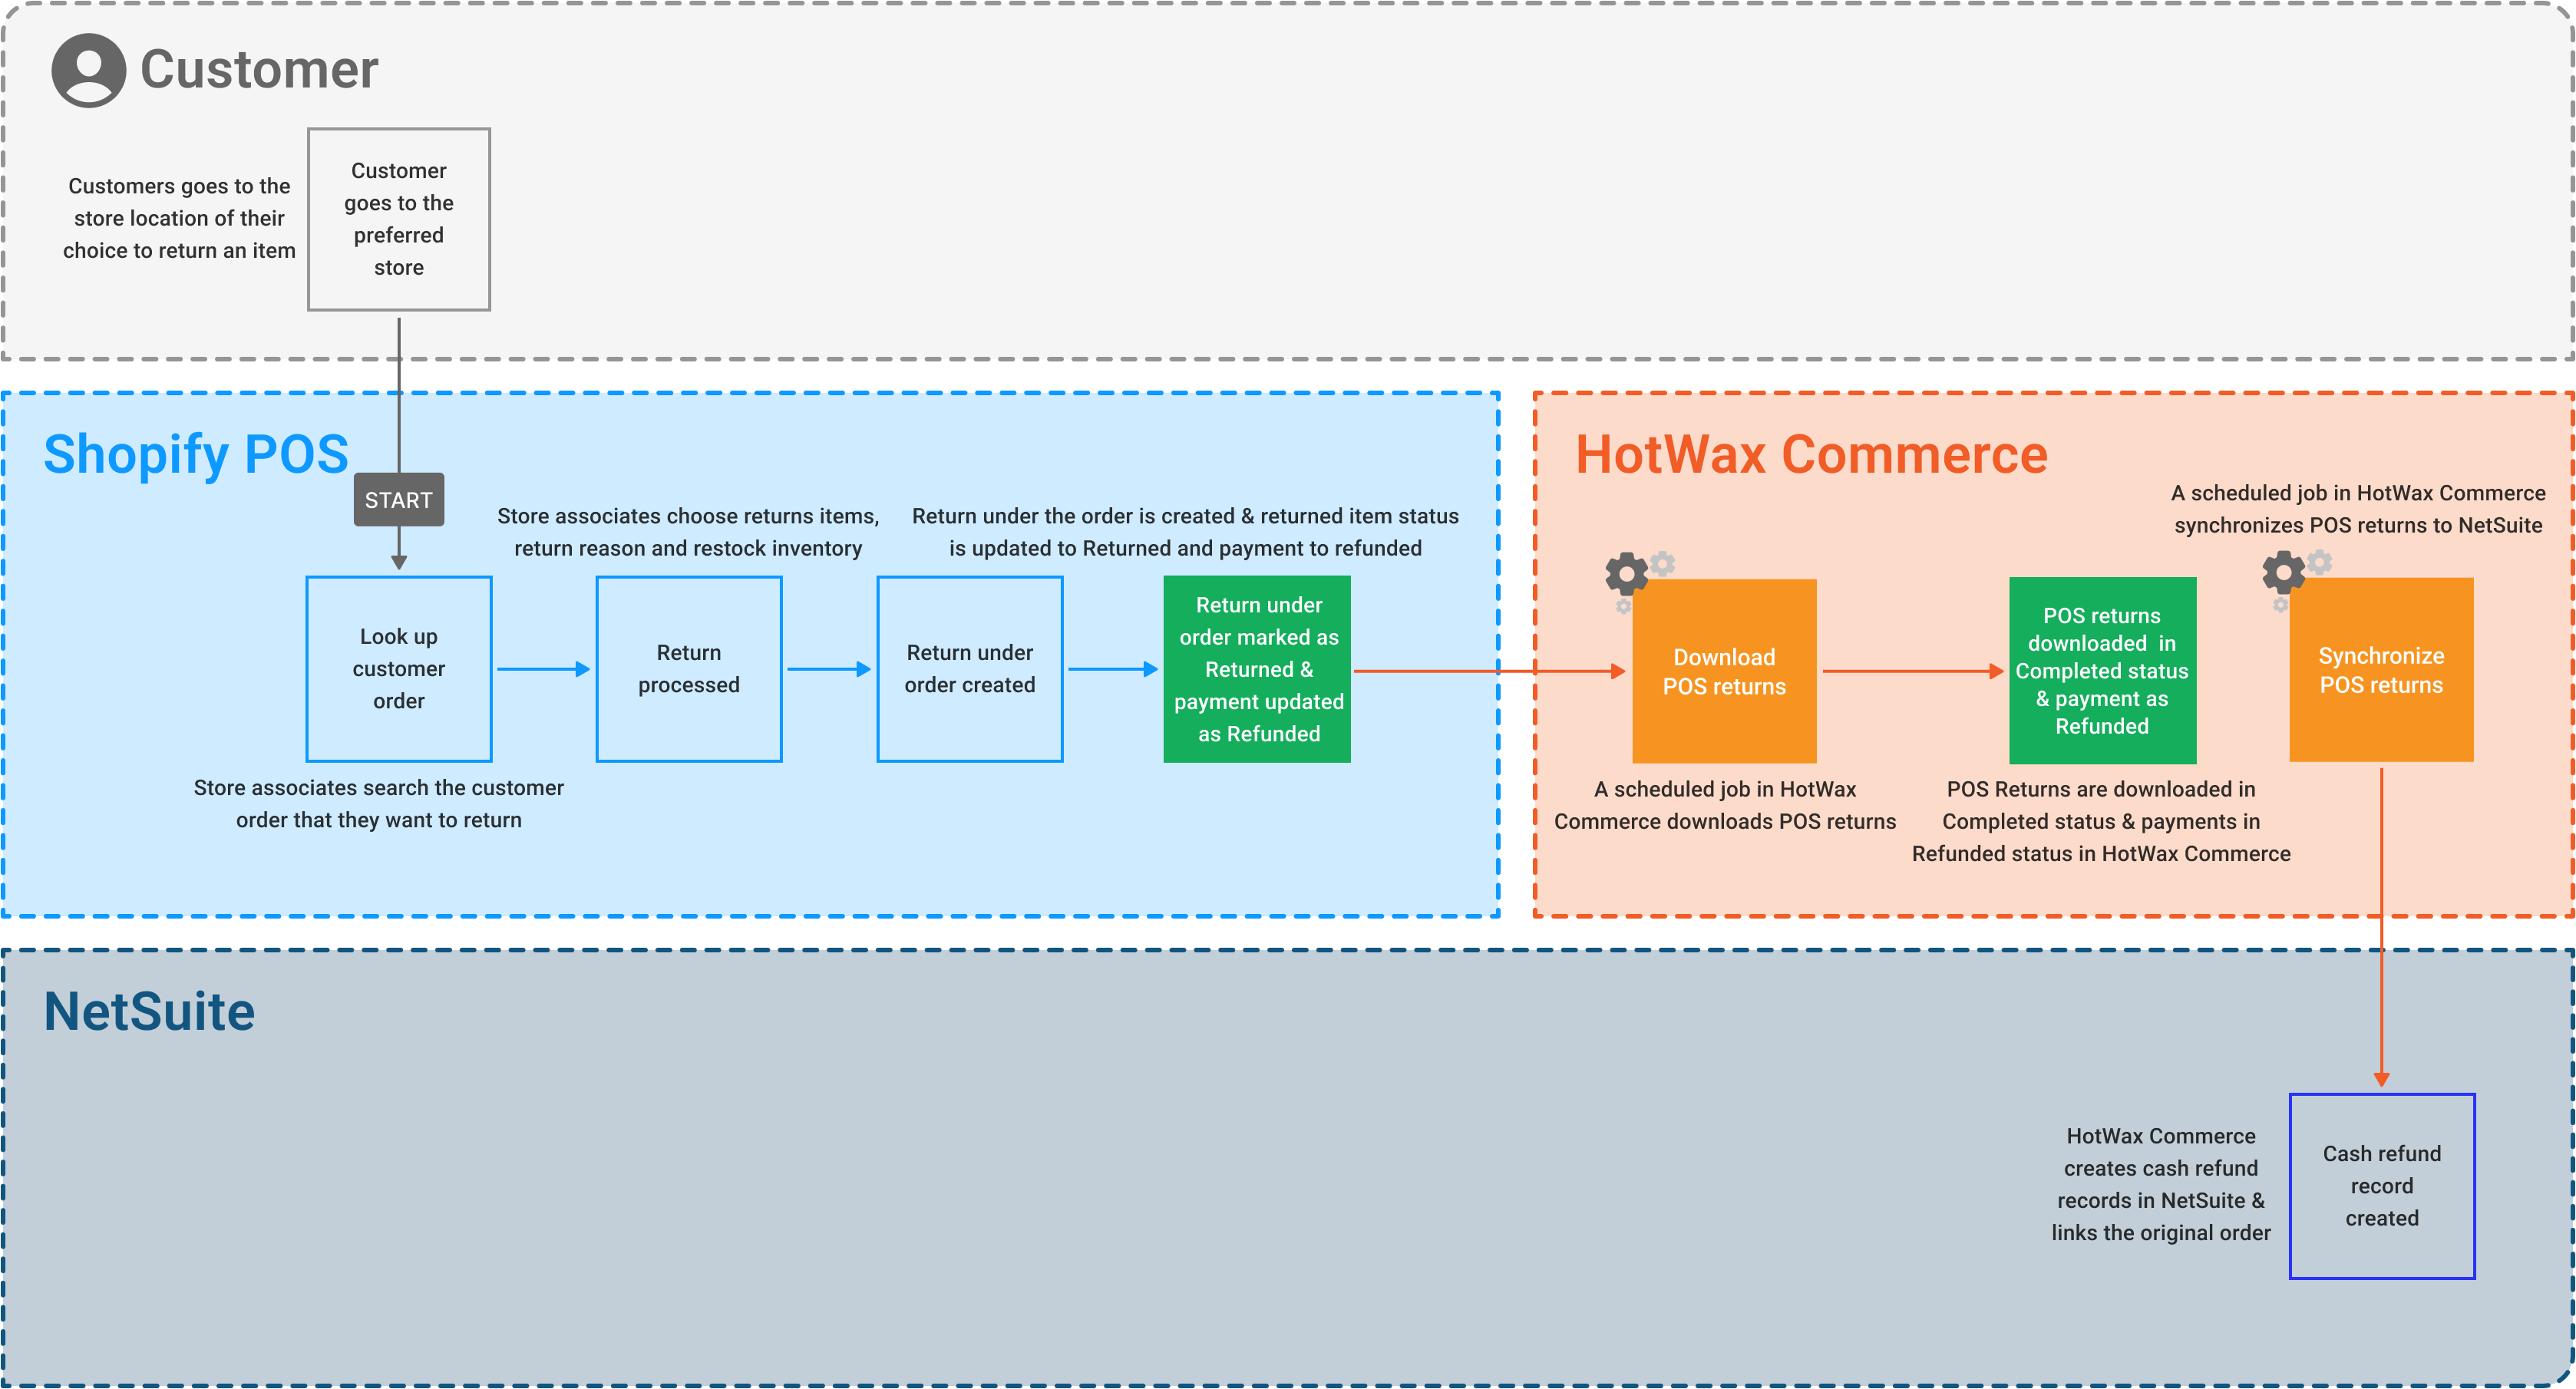 Customer
Customers goes to the
store location of their
choice to return an item
Customer
goes to the
preferred
store
Shopify POS
START
Store associates choose returns items,
return reason and restock inventory
Return under the order is created & returned item status
is updated to Returned and payment to refunded
Look up
customer
order
Return
processed
Return under
order created
Return under
order marked as
Returned &
payment updated
as Refunded
Store associates search the customer
order that they want to return
HotWax Commerce
A scheduled job in HotWax Commerce
synchronizes POS returns to NetSuite
Download
POS returns
POS returns
downloaded in
Completed status
& payment as
Refunded
Synchronize
POS returns
A scheduled job in HotWax
Commerce downloads POS returns
POS Returns are downloaded in
Completed status & payments in
Refunded status in HotWax Commerce
NetSuite
HotWax Commerce
creates cash refund
records in NetSuite &
links the original order
Cash refund
record
created